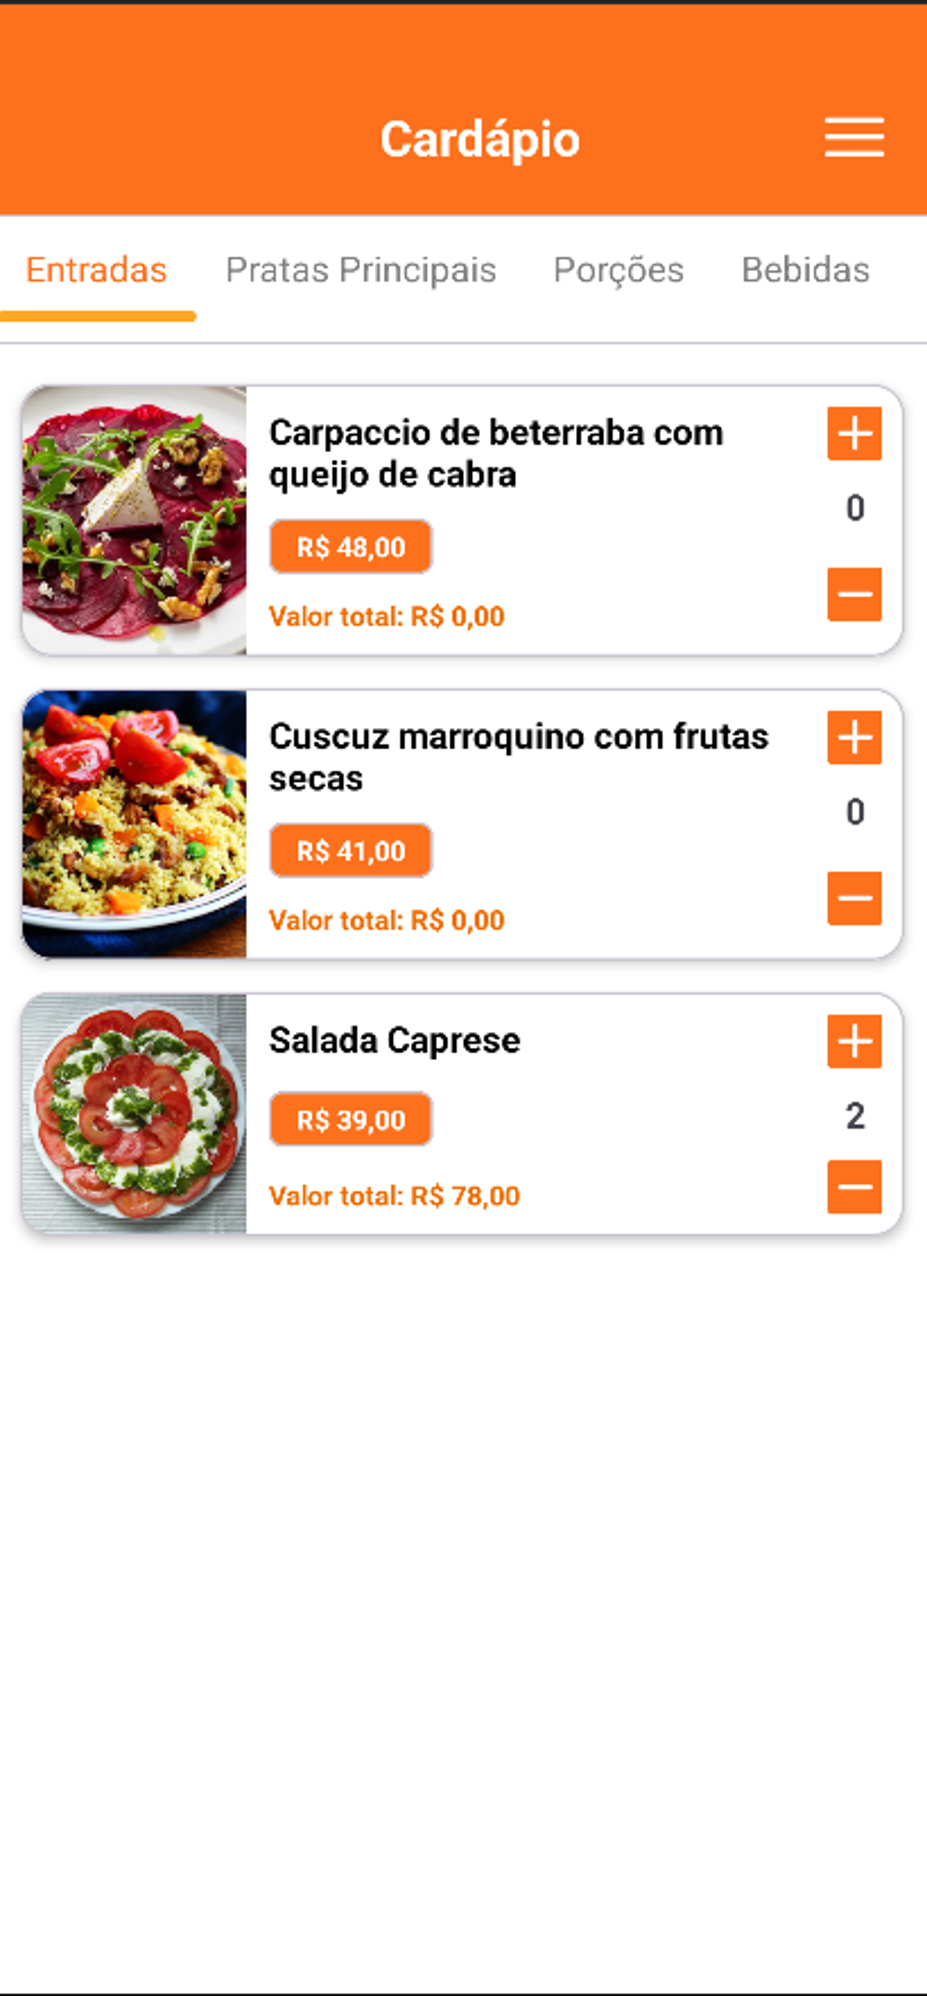 Cardápio
Entradas Pratas Principais Porções Bebidas
Carpaccio de beterraba com
queijo de cabra
R$ 48,00
Valor total: R$ 0,00
+
0
−
Cuscuz marroquino com frutas
secas
R$ 41,00
Valor total: R$ 0,00
+
0
−
Salada Caprese
R$ 39,00
Valor total: R$ 78,00
+
2
−